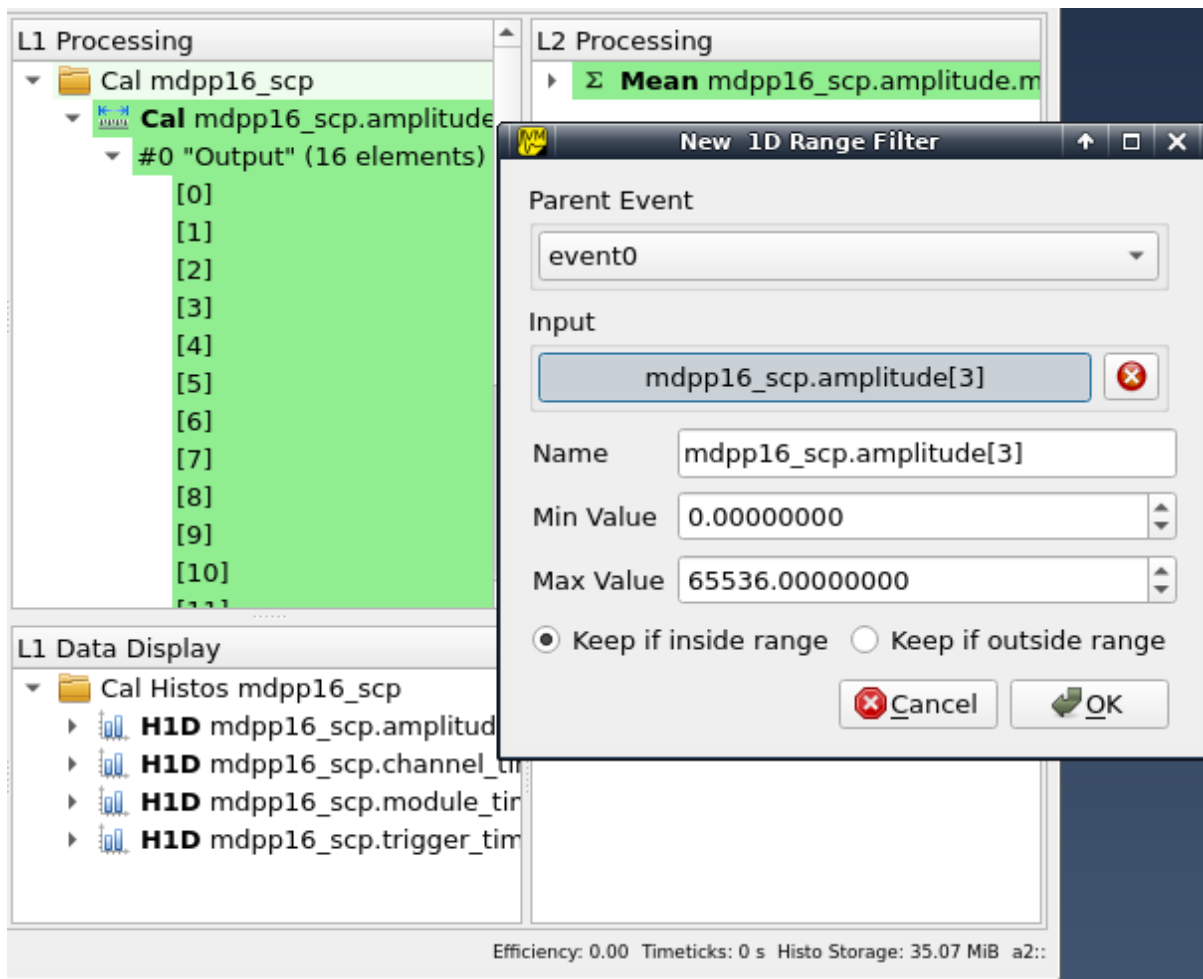 L1 Processing
Cal mdpp16_scp
Cal mdpp16_scp.amplitude
#0 "Output" (16 elements)
[0]
[1]
[2]
[3]
[4]
[5]
[6]
[7]
[8]
[9]
[10]
[11]
L2 Processing
Σ Mean mdpp16_scp.amplitude.m
New 1D Range Filter
Parent Event
event0
Input
mdpp16_scp.amplitude[3]
Name mdpp16_scp.amplitude[3]
Min Value 0.00000000
Max Value 65536.00000000
Keep if inside range Keep if outside range
Cancel OK
L1 Data Display
Cal Histos mdpp16_scp
H1D mdpp16_scp.amplitud
H1D mdpp16_scp.channel_ti
H1D mdpp16_scp.module_tir
H1D mdpp16_scp.trigger_tim
Efficiency: 0.00 Timeticks: 0 s Histo Storage: 35.07 MiB a2::